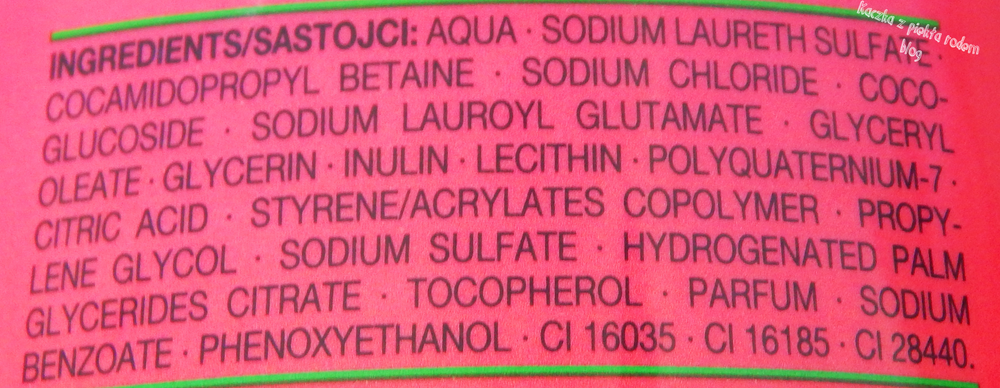 Kaczka z piekła rodem
blog
INGREDIENTS/SASTOJCI: AQUA · SODIUM LAURETH SULFATE ·
COCAMIDOPROPYL BETAINE · SODIUM CHLORIDE · COCO-
GLUCOSIDE · SODIUM LAUROYL GLUTAMATE · GLYCERYL
OLEATE · GLYCERIN · INULIN · LECITHIN · POLYQUATERNIUM-7 ·
CITRIC ACID · STYRENE/ACRYLATES COPOLYMER · PROPY-
LENE GLYCOL · SODIUM SULFATE · HYDROGENATED PALM
GLYCERIDES CITRATE · TOCOPHEROL · PARFUM · SODIUM
BENZOATE · PHENOXYETHANOL · CI 16035 · CI 16185 · CI 28440.